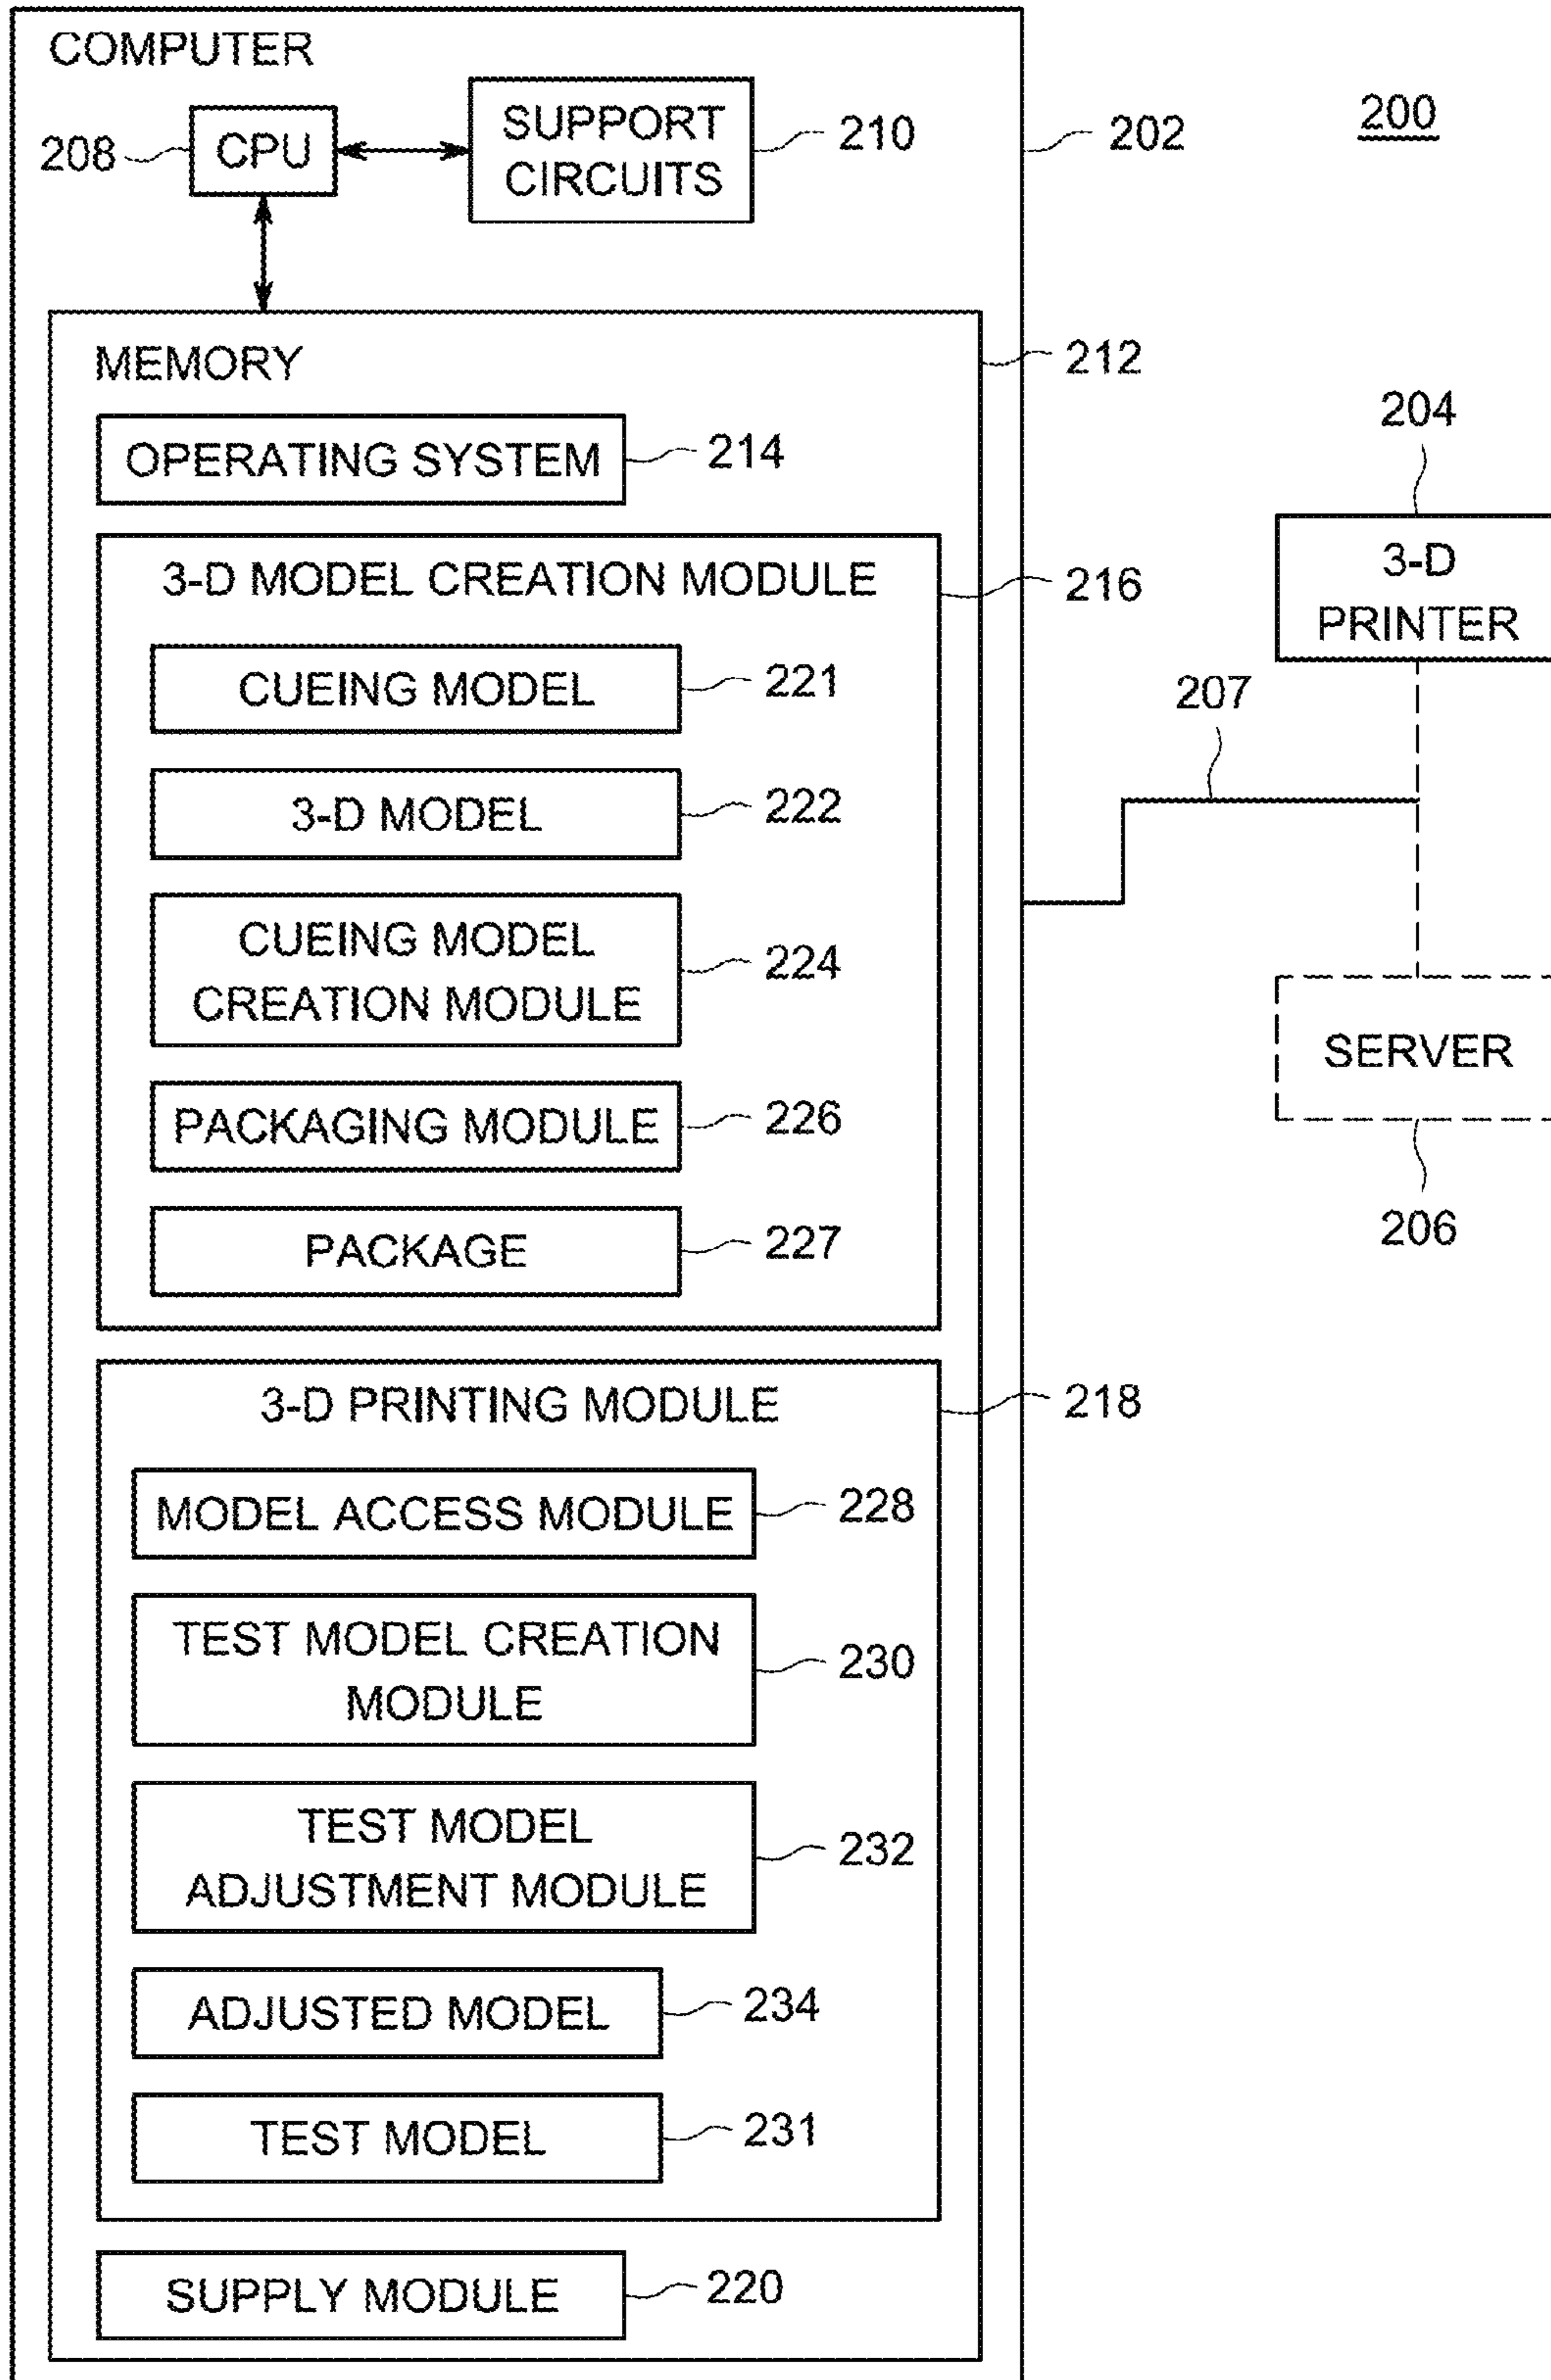 COMPUTER
208
CPU
SUPPORT
CIRCUITS
210
202
200
MEMORY
212
OPERATING SYSTEM
214
3-D MODEL CREATION MODULE
216
CUEING MODEL
221
3-D MODEL
222
CUEING MODEL
CREATION MODULE
224
PACKAGING MODULE
226
PACKAGE
227
3-D PRINTING MODULE
218
MODEL ACCESS MODULE
228
TEST MODEL CREATION
MODULE
230
TEST MODEL
ADJUSTMENT MODULE
232
ADJUSTED MODEL
234
TEST MODEL
231
SUPPLY MODULE
220
204
3-D
PRINTER
207
SERVER
206